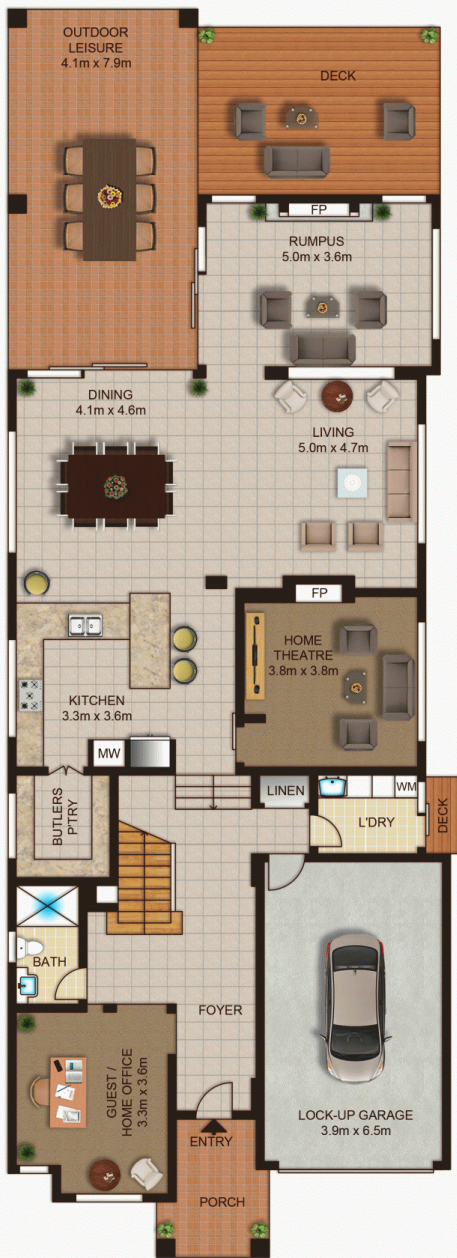 OUTDOOR
LEISURE
4.1m x 7.9m
DECK
FP
RUMPUS
5.0m x 3.6m
DINING
4.1m x 4.6m
LIVING
5.0m x 4.7m
FP
HOME
THEATRE
3.8m x 3.8m
KITCHEN
3.3m x 3.6m
MW
BUTLERS
P'TRY
LINEN
WM
L'DRY
DECK
BATH
FOYER
GUEST /
HOME OFFICE
3.3m x 3.6m
LOCK-UP GARAGE
3.9m x 6.5m
ENTRY
PORCH